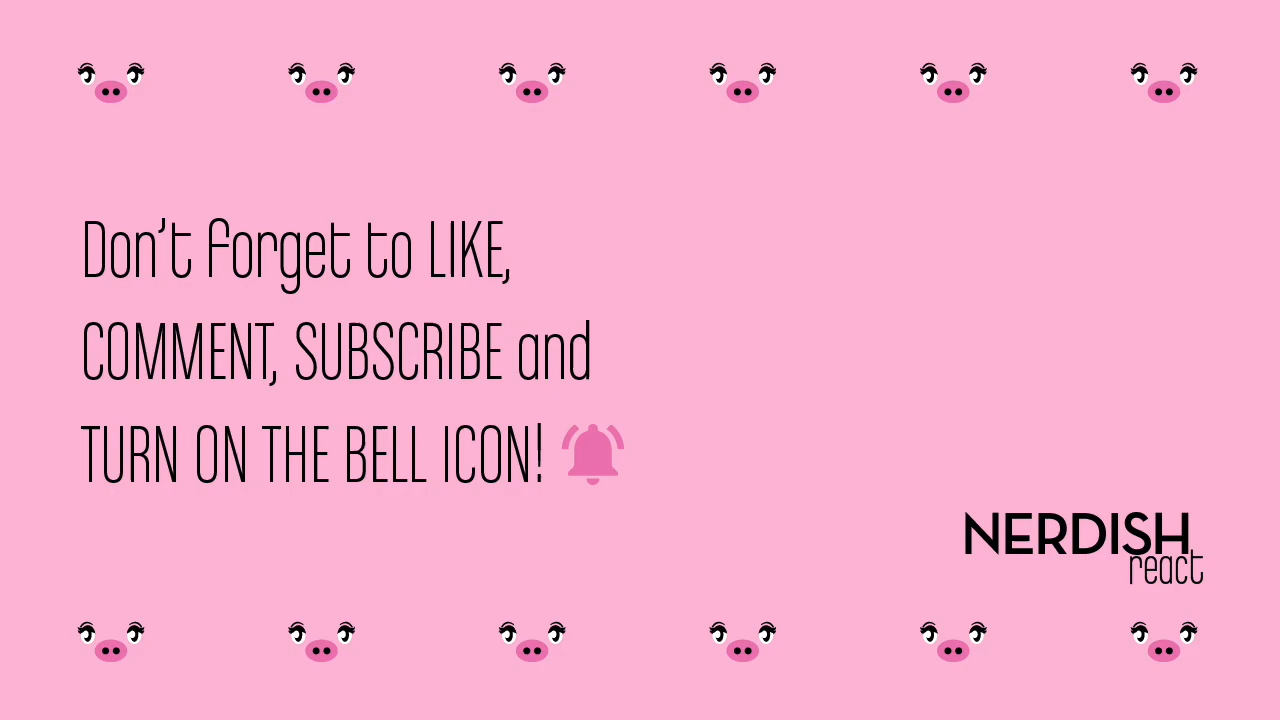 Don't forget to LIKE,
COMMENT, SUBSCRIBE and
TURN ON THE BELL ICON!
NERDISH
react